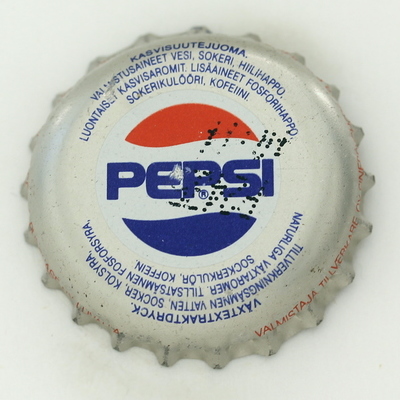 KASVISUUTEJUOMA.
VALMISTUSAINEET VESI, SOKERI, HIILIHAPPO,
LUONTAISET KASVISAROMIT. LISÄAINEET FOSFORIHAPPO,
SOKERIKULÖÖRI, KOFEIINI.
PEPSI
®
VÄXTEXTRAKTDRYCK.
TILLVERKNINGSÄMNEN VATTEN, SOCKER, KOLSYRA,
NATURLIGA VÄXTAROMER. TILLSATSÄMNEN FOSFORSYRA,
SOCKERKULÖR, KOFFEIN.
VALMISTAJA TILLVERKARE